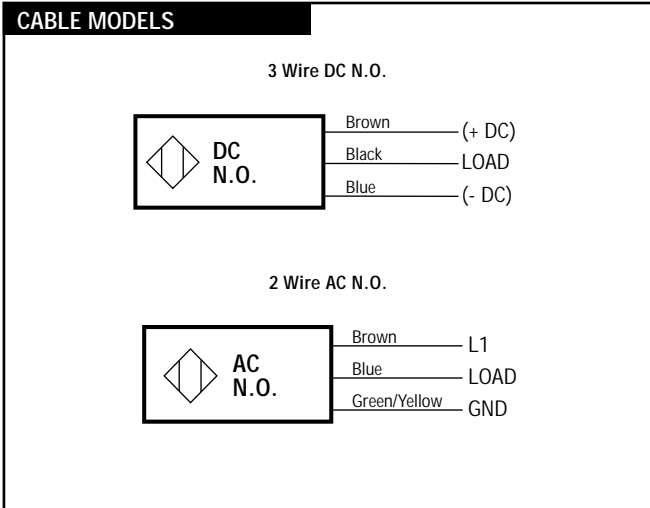 CABLE MODELS
3 Wire DC N.O.
DC
N.O.
Brown (+ DC)
Black LOAD
Blue (- DC)
2 Wire AC N.O.
AC
N.O.
Brown L1
Blue LOAD
Green/Yellow GND